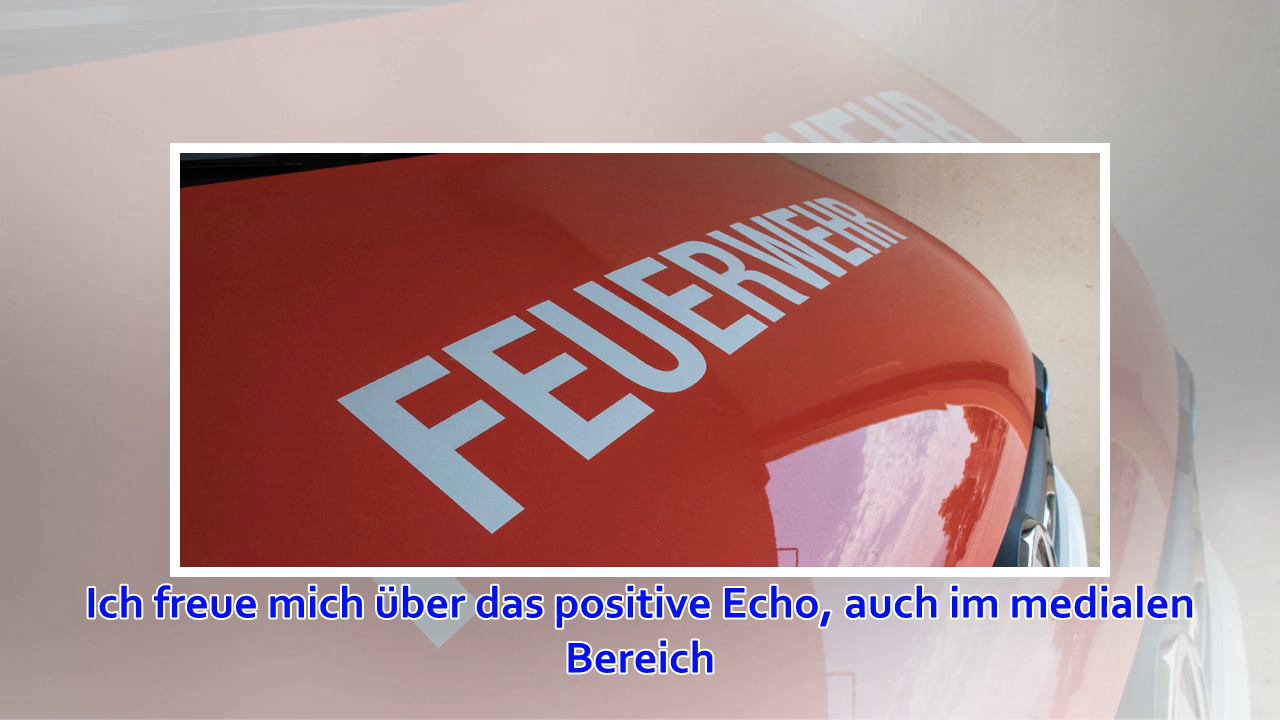 FEUERWEHR
Ich freue mich über das positive Echo, auch im medialen
Bereich